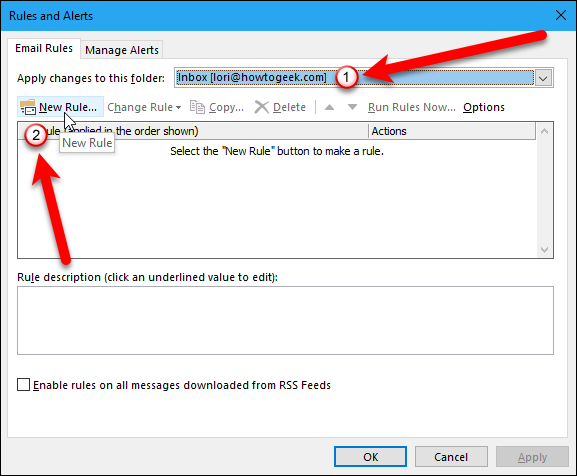 Rules and Alerts
Email Rules Manage Alerts
Apply changes to this folder: Inbox [lori@howtogeek.com] 1
New Rule... Change Rule Copy... Delete Run Rules Now... Options
2 ule (applied in the order shown) Actions
New Rule
Select the "New Rule" button to make a rule.
Rule description (click an underlined value to edit):
Enable rules on all messages downloaded from RSS Feeds
OK Cancel Apply